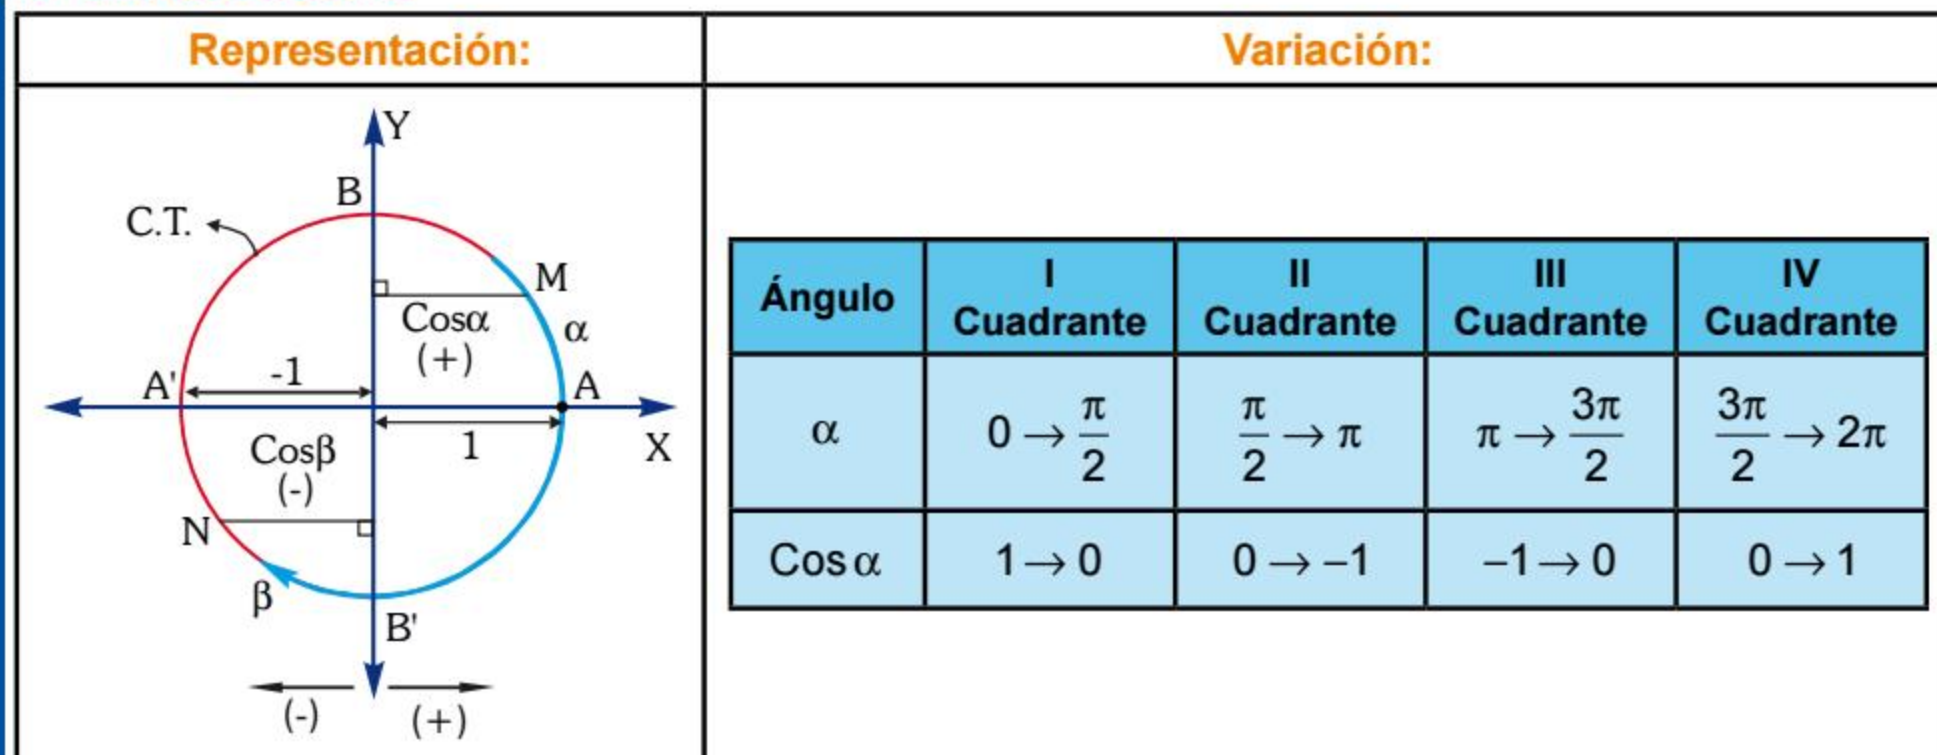 Representación:
Variación:
Y
B
C.T.
M
Cosα
(+)
α
A'
-1
A
1
X
Cosβ
(-)
N
β
B'
(-)
(+)
Ángulo
I Cuadrante
II Cuadrante
III Cuadrante
IV Cuadrante
α
0 → π/2
π/2 → π
π → 3π/2
3π/2 → 2π
Cos α
1 → 0
0 → –1
–1 → 0
0 → 1